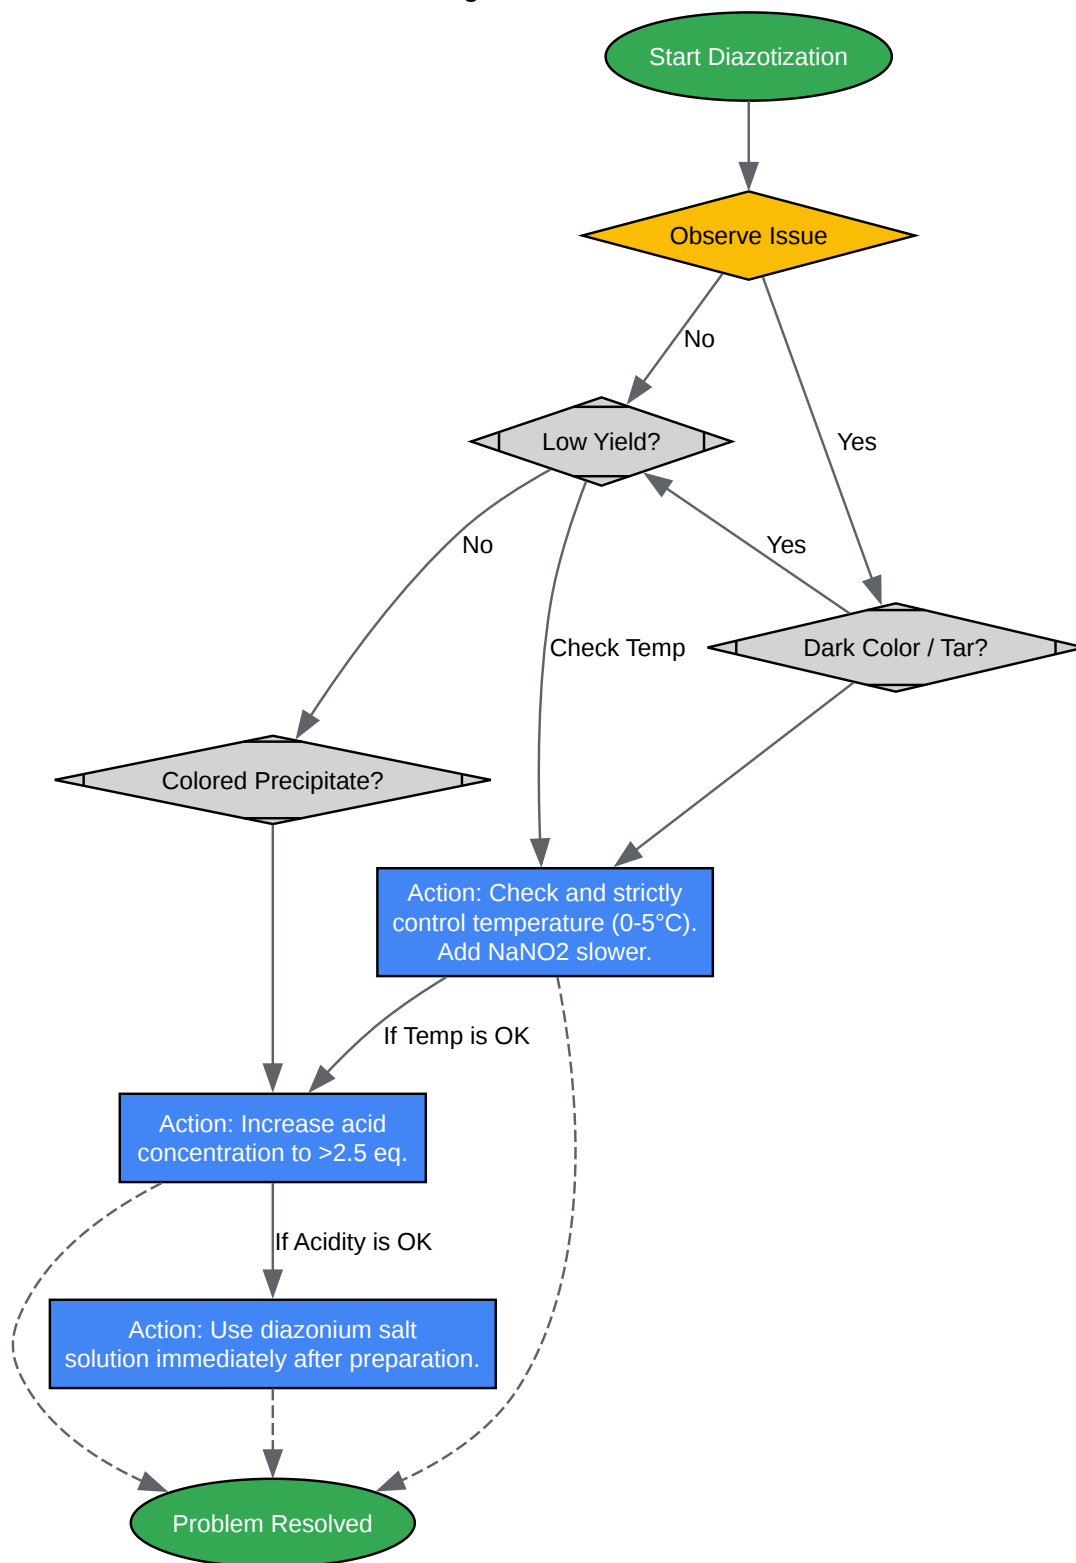 Start Diazotization
Observe Issue
No
Yes
Low Yield?
No
Yes
Check Temp
Dark Color / Tar?
Colored Precipitate?
Action: Check and strictly
control temperature (0-5°C).
Add NaNO2 slower.
If Temp is OK
Action: Increase acid
concentration to >2.5 eq.
If Acidity is OK
Action: Use diazonium salt
solution immediately after preparation.
Problem Resolved